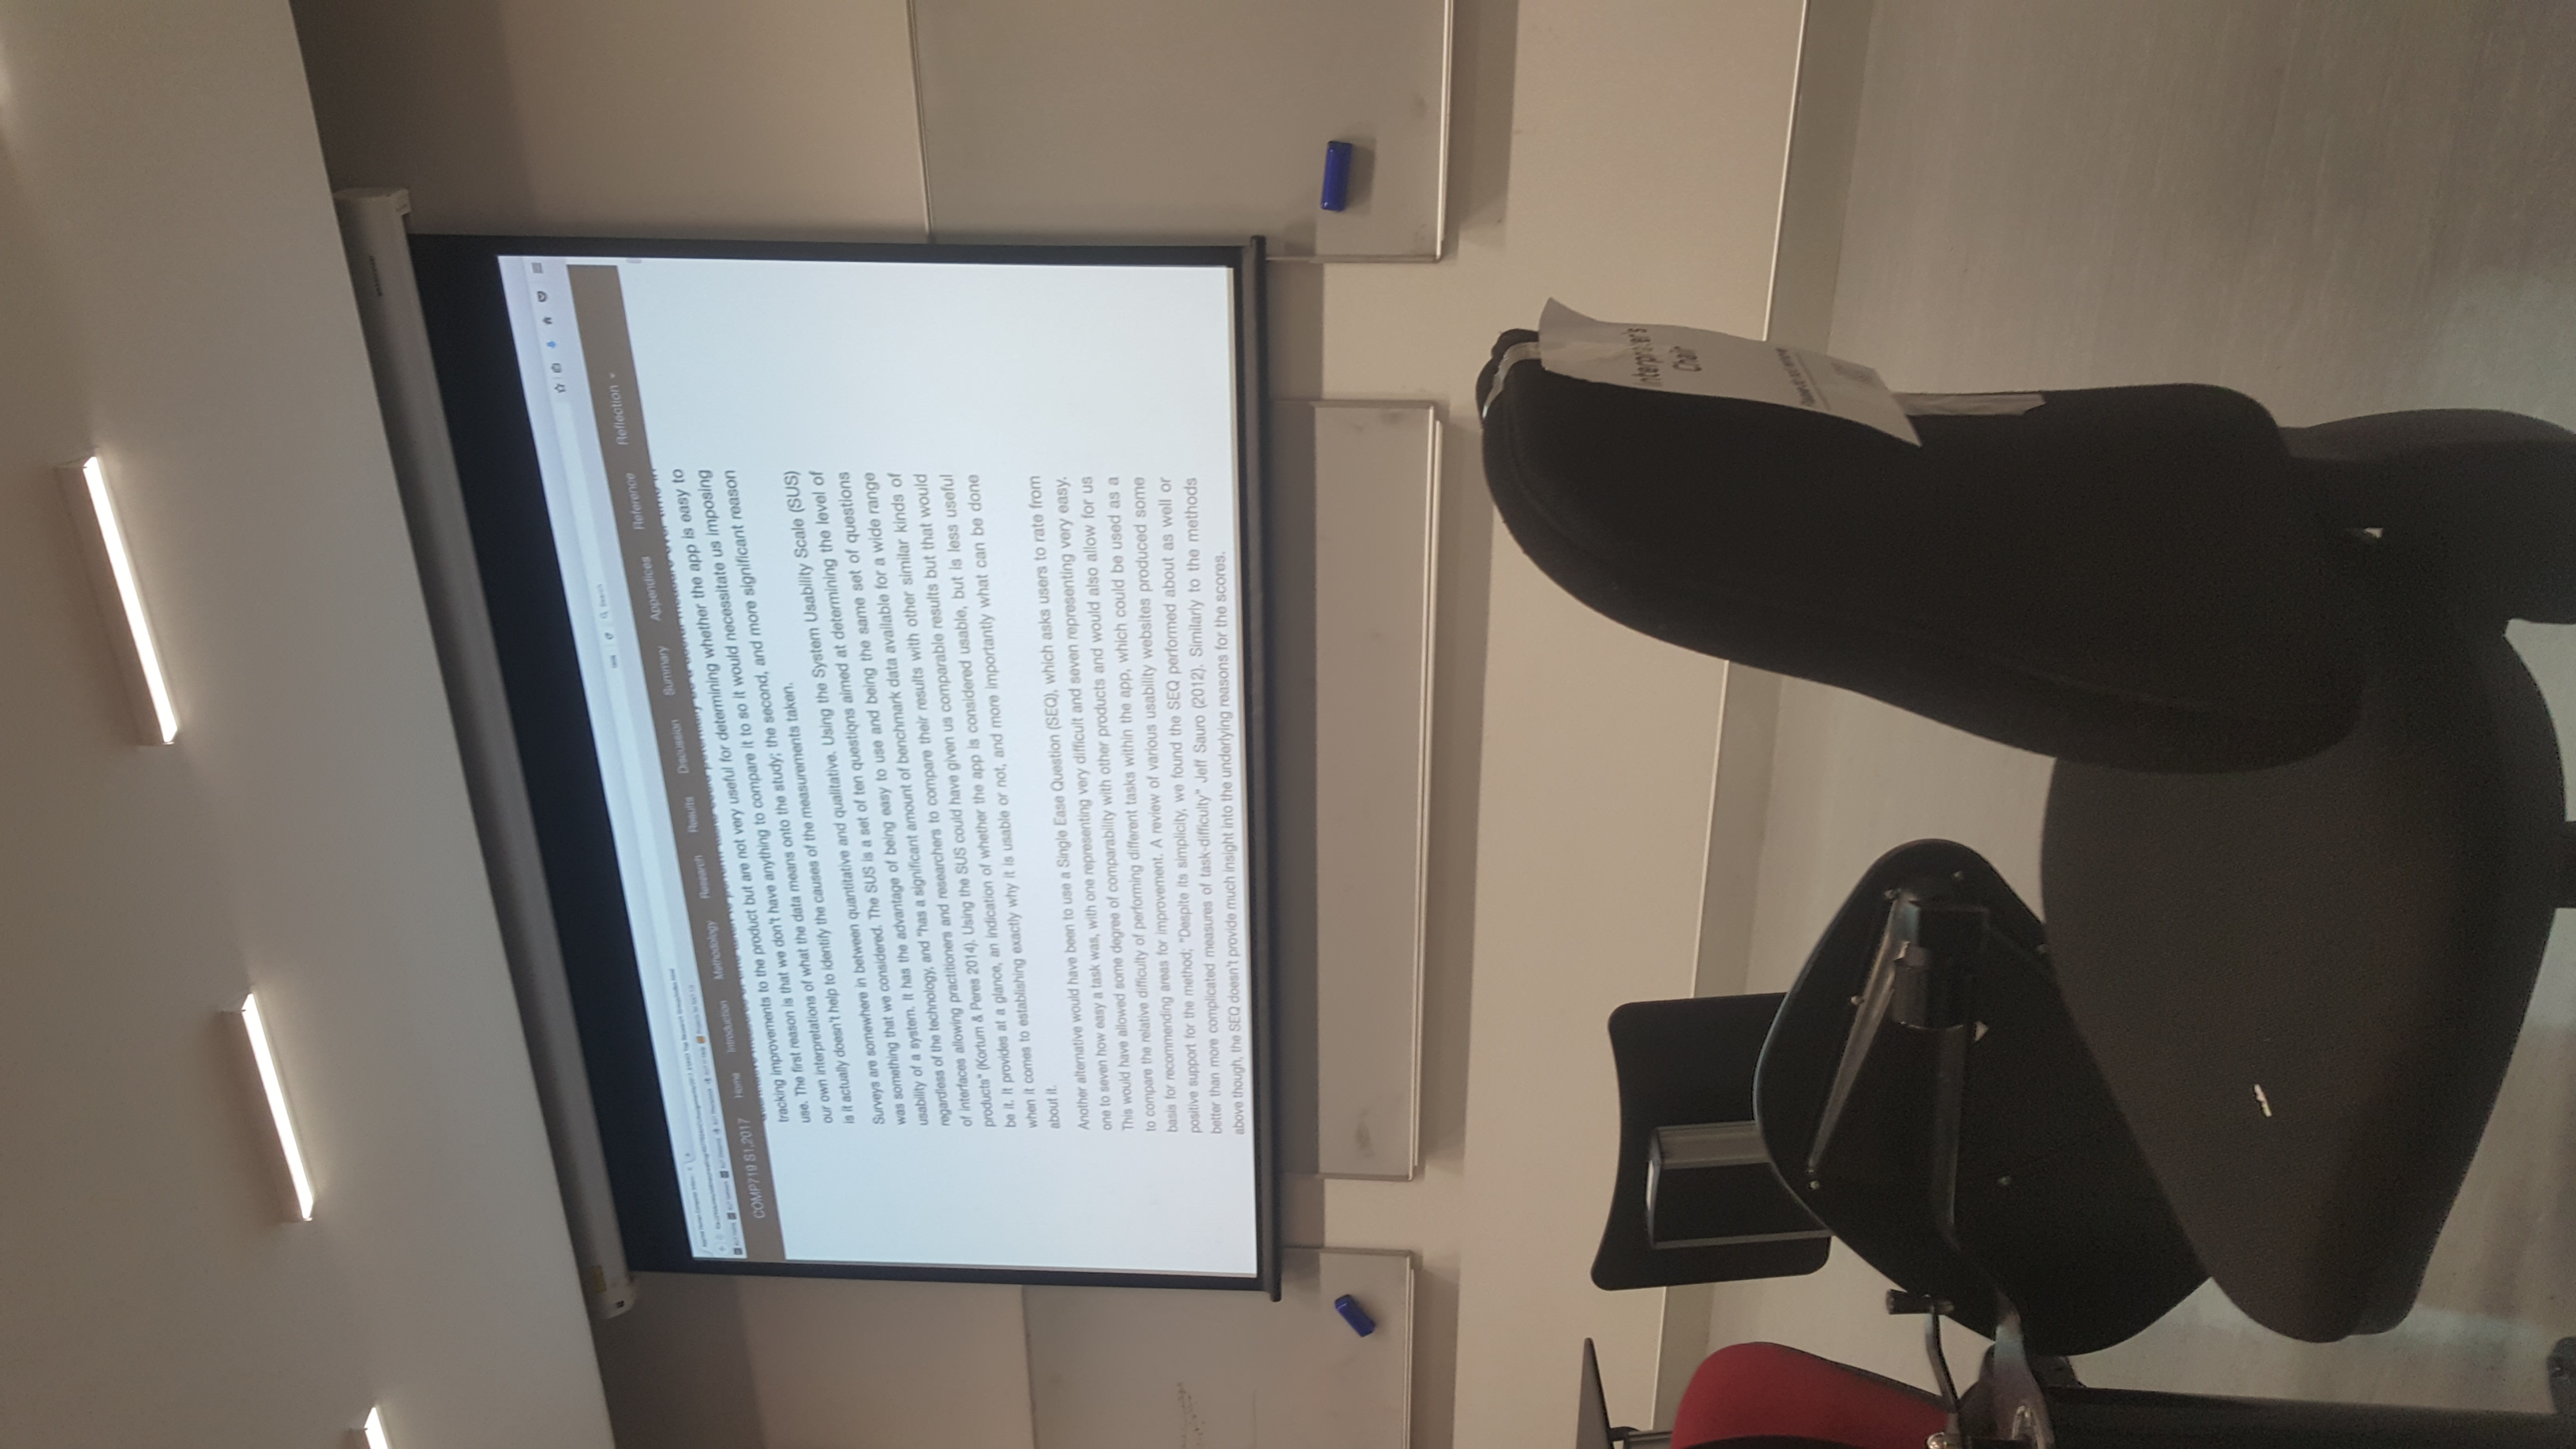 Search
COMP719 S1,2017 Home Introduction Methodology Research Results Discussion Summary Appendices Reference Reflection
tracking improvements to the product but are not very useful for determining whether the app is easy to
use. The first reason is that we don't have anything to compare it to so it would necessitate us imposing
our own interpretations of what the data means onto the study; the second, and more significant reason
is it actually doesn't help to identify the causes of the measurements taken.
Surveys are somewhere in between quantitative and qualitative. Using the System Usability Scale (SUS)
was something that we considered. The SUS is a set of ten questions aimed at determining the level of
usability of a system. It has the advantage of being easy to use and being the same set of questions
regardless of the technology, and "has a significant amount of benchmark data available for a wide range
of interfaces allowing practitioners and researchers to compare their results with other similar kinds of
products" (Kortum & Peres 2014). Using the SUS could have given us comparable results but that would
be it. It provides at a glance, an indication of whether the app is considered usable, but is less useful
when it comes to establishing exactly why it is usable or not, and more importantly what can be done
about it.
Another alternative would have been to use a Single Ease Question (SEQ), which asks users to rate from
one to seven how easy a task was, with one representing very difficult and seven representing very easy.
This would have allowed some degree of comparability with other products and would also allow for us
to compare the relative difficulty of performing different tasks within the app, which could be used as a
basis for recommending areas for improvement. A review of various usability websites produced some
positive support for the method; "Despite its simplicity, we found the SEQ performed about as well or
better than more complicated measures of task-difficulty" Jeff Sauro (2012). Similarly to the methods
above though, the SEQ doesn't provide much insight into the underlying reasons for the scores.
Interpreter's
Chair
Please do not remove